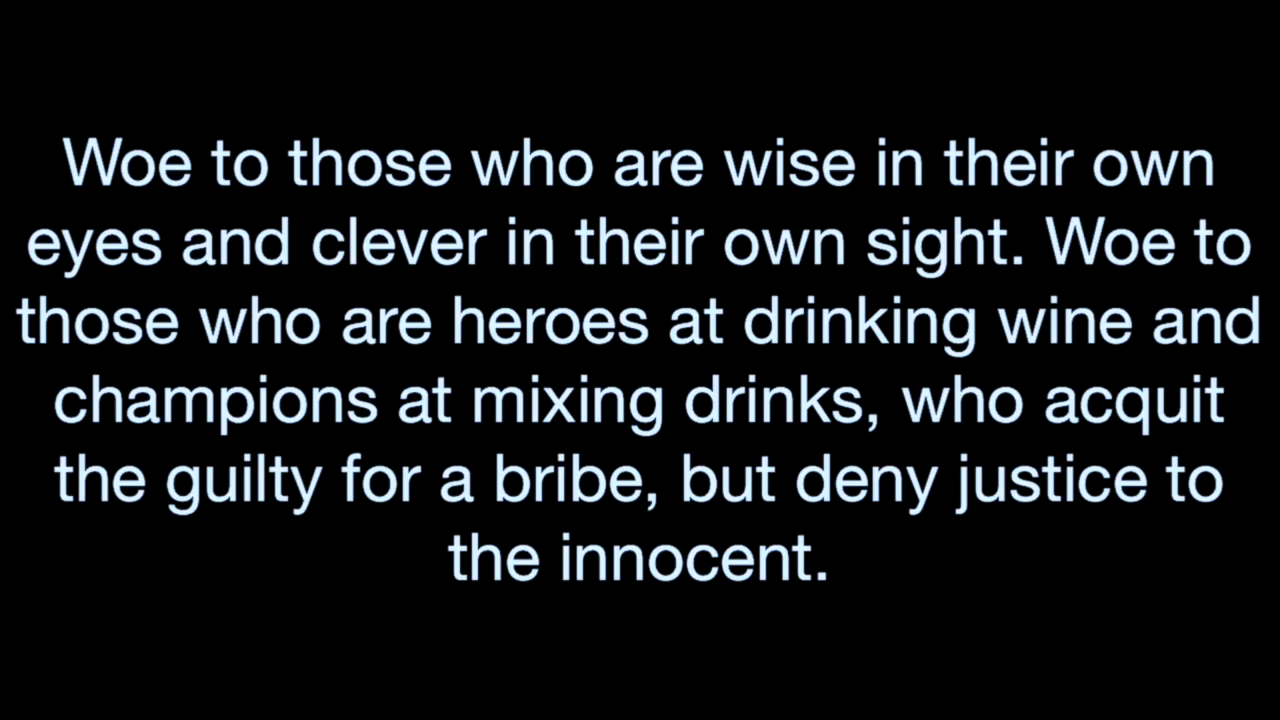 Woe to those who are wise in their own
eyes and clever in their own sight. Woe to
those who are heroes at drinking wine and
champions at mixing drinks, who acquit
the guilty for a bribe, but deny justice to
the innocent.